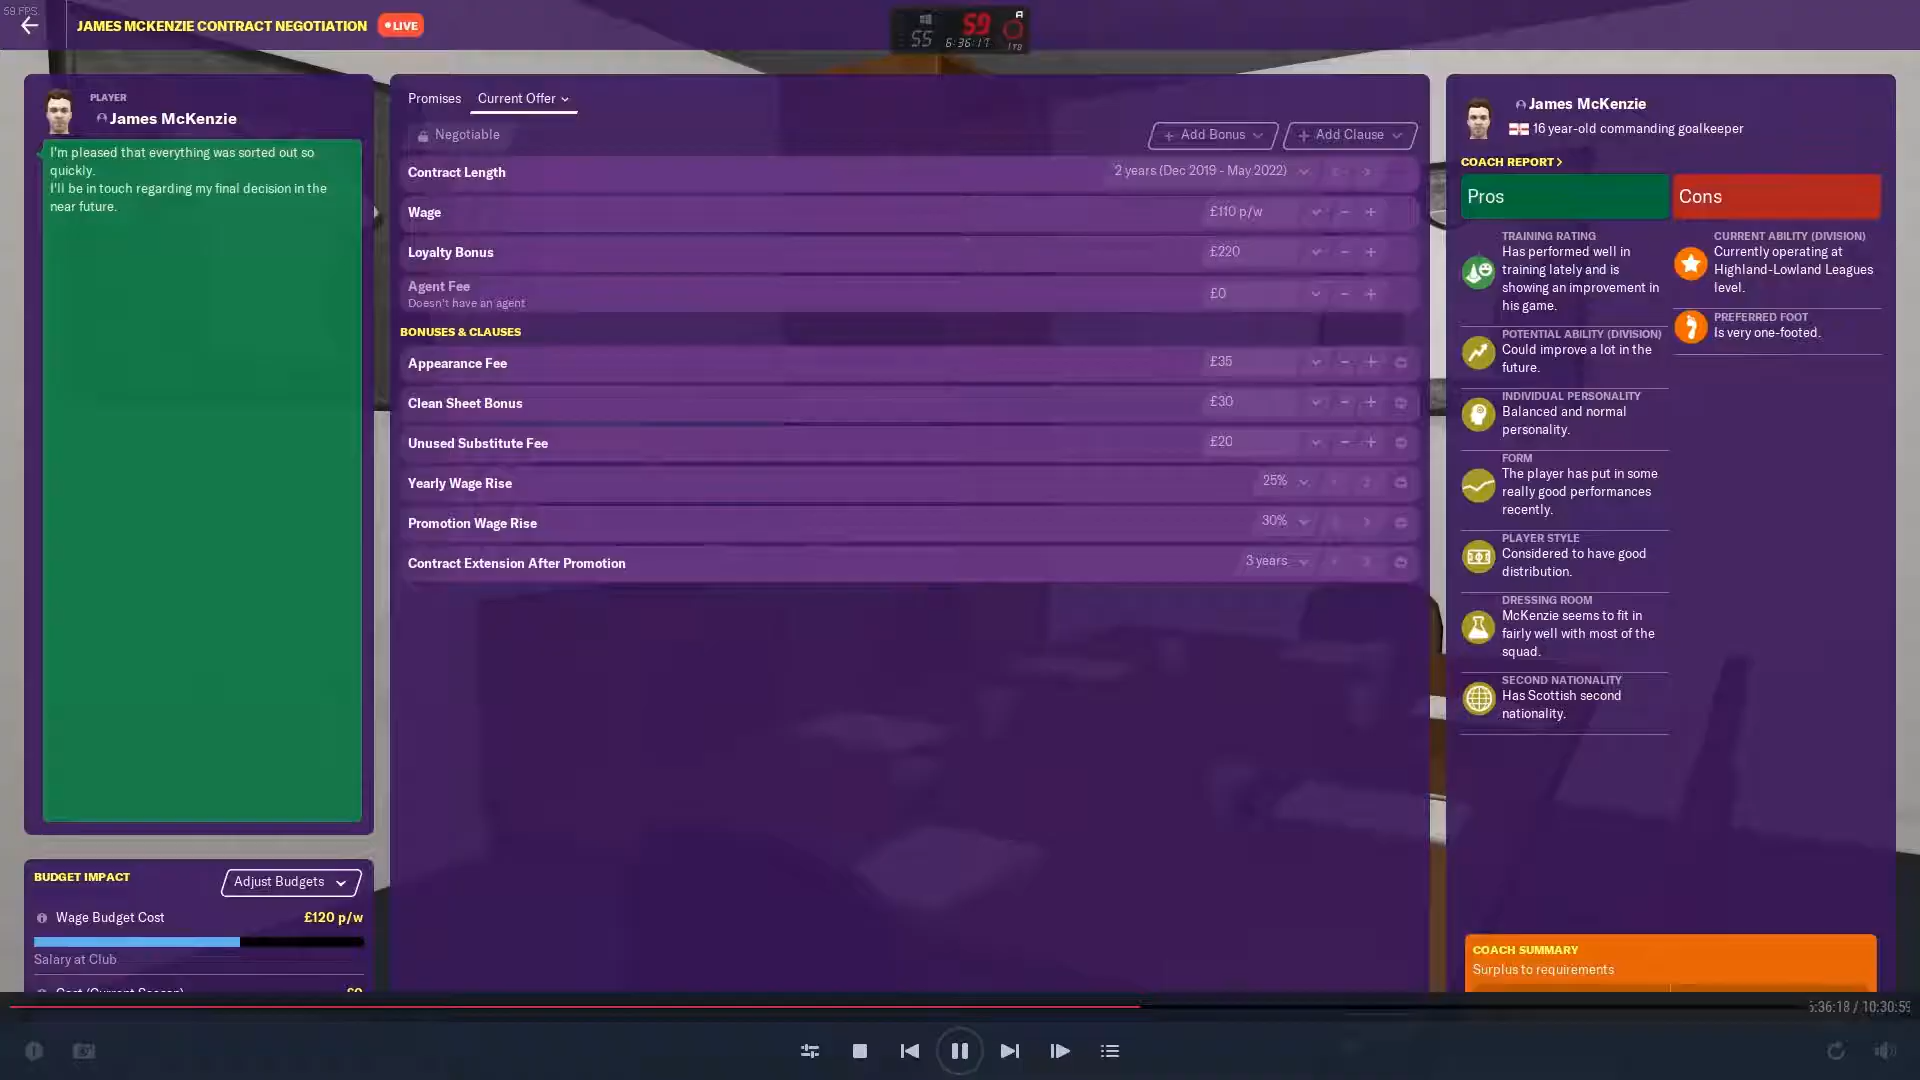 59 FPS
JAMES MCKENZIE CONTRACT NEGOTIATION
LIVE
59
A
55
6:36:17
PLAYER
James McKenzie
I'm pleased that everything was sorted out so
quickly.
I'll be in touch regarding my final decision in the
near future.
BUDGET IMPACT
Adjust Budgets
Wage Budget Cost £120 p/w
Salary at Club
Promises Current Offer
Negotiable
Add Bonus
Add Clause
Contract Length 2 years (Dec 2019 - May 2022)
Wage £110 p/w
Loyalty Bonus £220
Agent Fee £0
Doesn't have an agent
BONUSES & CLAUSES
Appearance Fee £35
Clean Sheet Bonus £30
Unused Substitute Fee £20
Yearly Wage Rise 25%
Promotion Wage Rise 30%
Contract Extension After Promotion 3 years
James McKenzie
16 year-old commanding goalkeeper
COACH REPORT >
Pros
TRAINING RATING
Has performed well in
training lately and is
showing an improvement in
his game.
POTENTIAL ABILITY (DIVISION)
Could improve a lot in the
future.
INDIVIDUAL PERSONALITY
Balanced and normal
personality.
FORM
The player has put in some
really good performances
recently.
PLAYER STYLE
Considered to have good
distribution.
DRESSING ROOM
McKenzie seems to fit in
fairly well with most of the
squad.
SECOND NATIONALITY
Has Scottish second
nationality.
Cons
CURRENT ABILITY (DIVISION)
Currently operating at
Highland-Lowland Leagues
level.
PREFERRED FOOT
Is very one-footed.
COACH SUMMARY
Surplus to requirements
:36:18 / 10:30:59